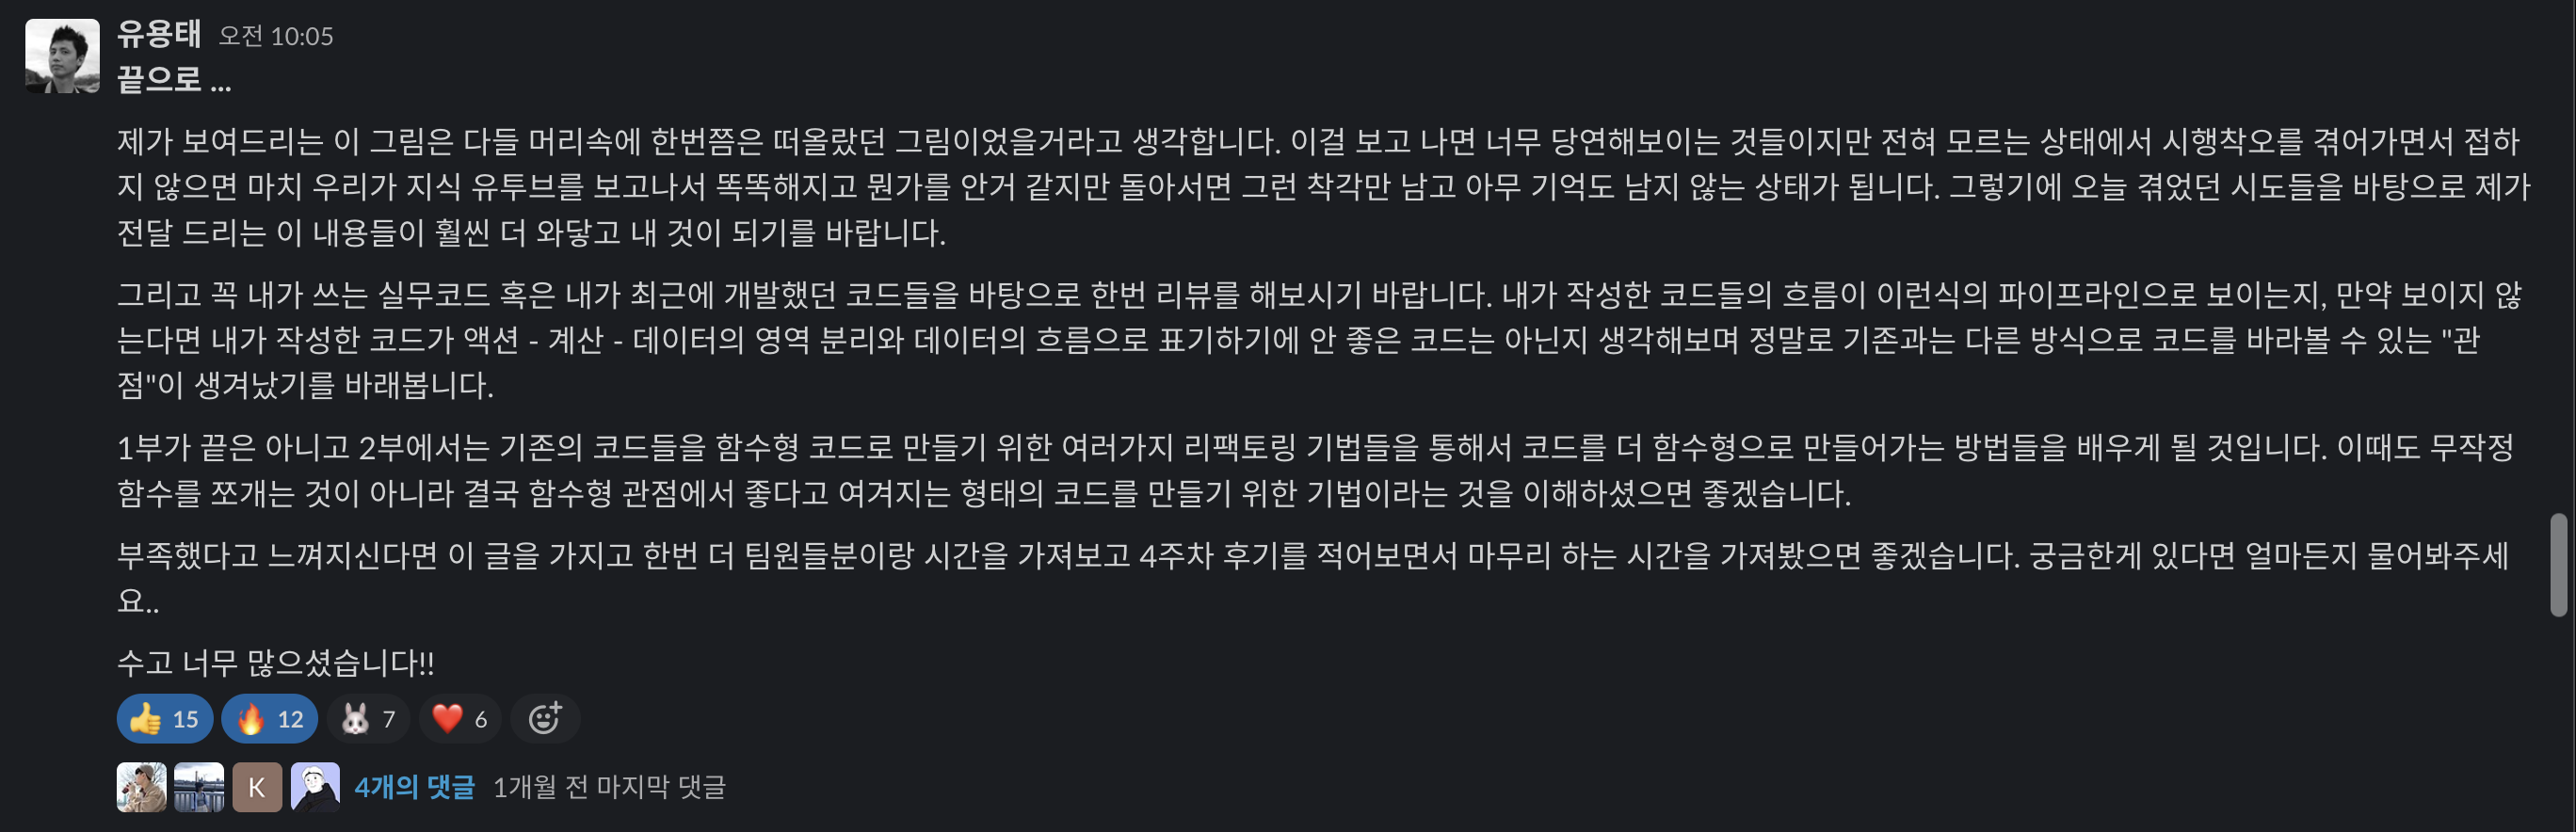 유용태 오전 10:05
끝으로 ...
제가 보여드리는 이 그림은 다들 머리속에 한번쯤은 떠올랐던 그림이었을거라고 생각합니다. 이걸 보고 나면 너무 당연해보이는 것들이지만 전혀 모르는 상태에서 시행착오를 겪어가면서 접하
지 않으면 마치 우리가 지식 유투브를 보고나서 똑똑해지고 뭔가를 안거 같지만 돌아서면 그런 착각만 남고 아무 기억도 남지 않는 상태가 됩니다. 그렇기에 오늘 겪었던 시도들을 바탕으로 제가
전달 드리는 이 내용들이 훨씬 더 와닿고 내 것이 되기를 바랍니다.
그리고 꼭 내가 쓰는 실무코드 혹은 내가 최근에 개발했던 코드들을 바탕으로 한번 리뷰를 해보시기 바랍니다. 내가 작성한 코드들의 흐름이 이런식의 파이프라인으로 보이는지, 만약 보이지 않
는다면 내가 작성한 코드가 액션 - 계산 - 데이터의 영역 분리와 데이터의 흐름으로 표기하기에 안 좋은 코드는 아닌지 생각해보며 정말로 기존과는 다른 방식으로 코드를 바라볼 수 있는 "관
점"이 생겨났기를 바래봅니다.
1부가 끝은 아니고 2부에서는 기존의 코드들을 함수형 코드로 만들기 위한 여러가지 리팩토링 기법들을 통해서 코드를 더 함수형으로 만들어가는 방법들을 배우게 될 것입니다. 이때도 무작정
함수를 쪼개는 것이 아니라 결국 함수형 관점에서 좋다고 여겨지는 형태의 코드를 만들기 위한 기법이라는 것을 이해하셨으면 좋겠습니다.
부족했다고 느껴지신다면 이 글을 가지고 한번 더 팀원들분이랑 시간을 가져보고 4주차 후기를 적어보면서 마무리 하는 시간을 가져봤으면 좋겠습니다. 궁금한게 있다면 얼마든지 물어봐주세
요..
수고 너무 많으셨습니다!!
15 12 7 6
K 4개의 댓글 1개월 전 마지막 댓글